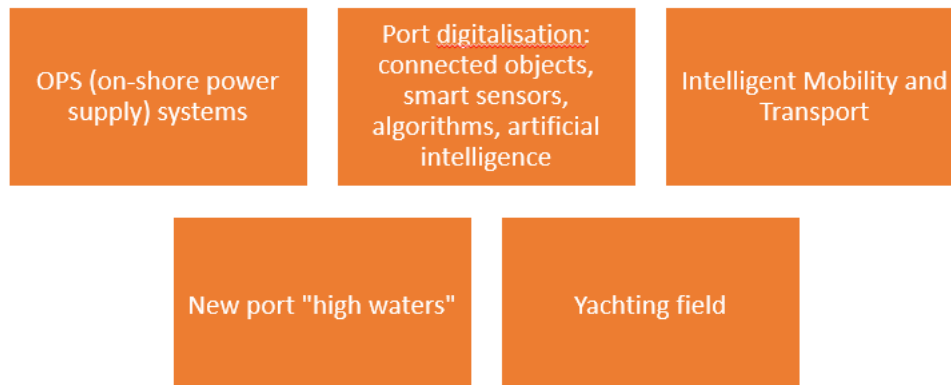 OPS (on-shore power
supply) systems
Port digitalisation:
connected objects,
smart sensors,
algorithms, artificial
intelligence
Intelligent Mobility and
Transport
New port "high waters"
Yachting field